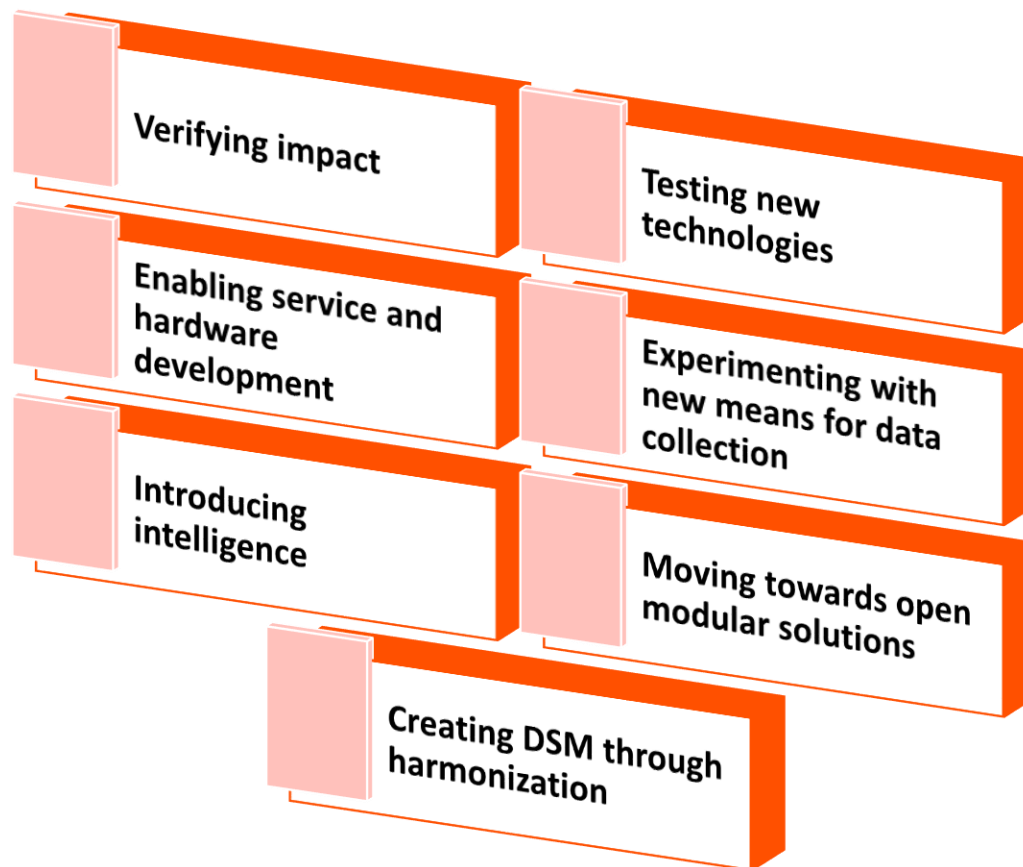 Verifying impact
Testing new
technologies
Enabling service and
hardware
development
Experimenting with
new means for data
collection
Introducing
intelligence
Moving towards open
modular solutions
Creating DSM through
harmonization